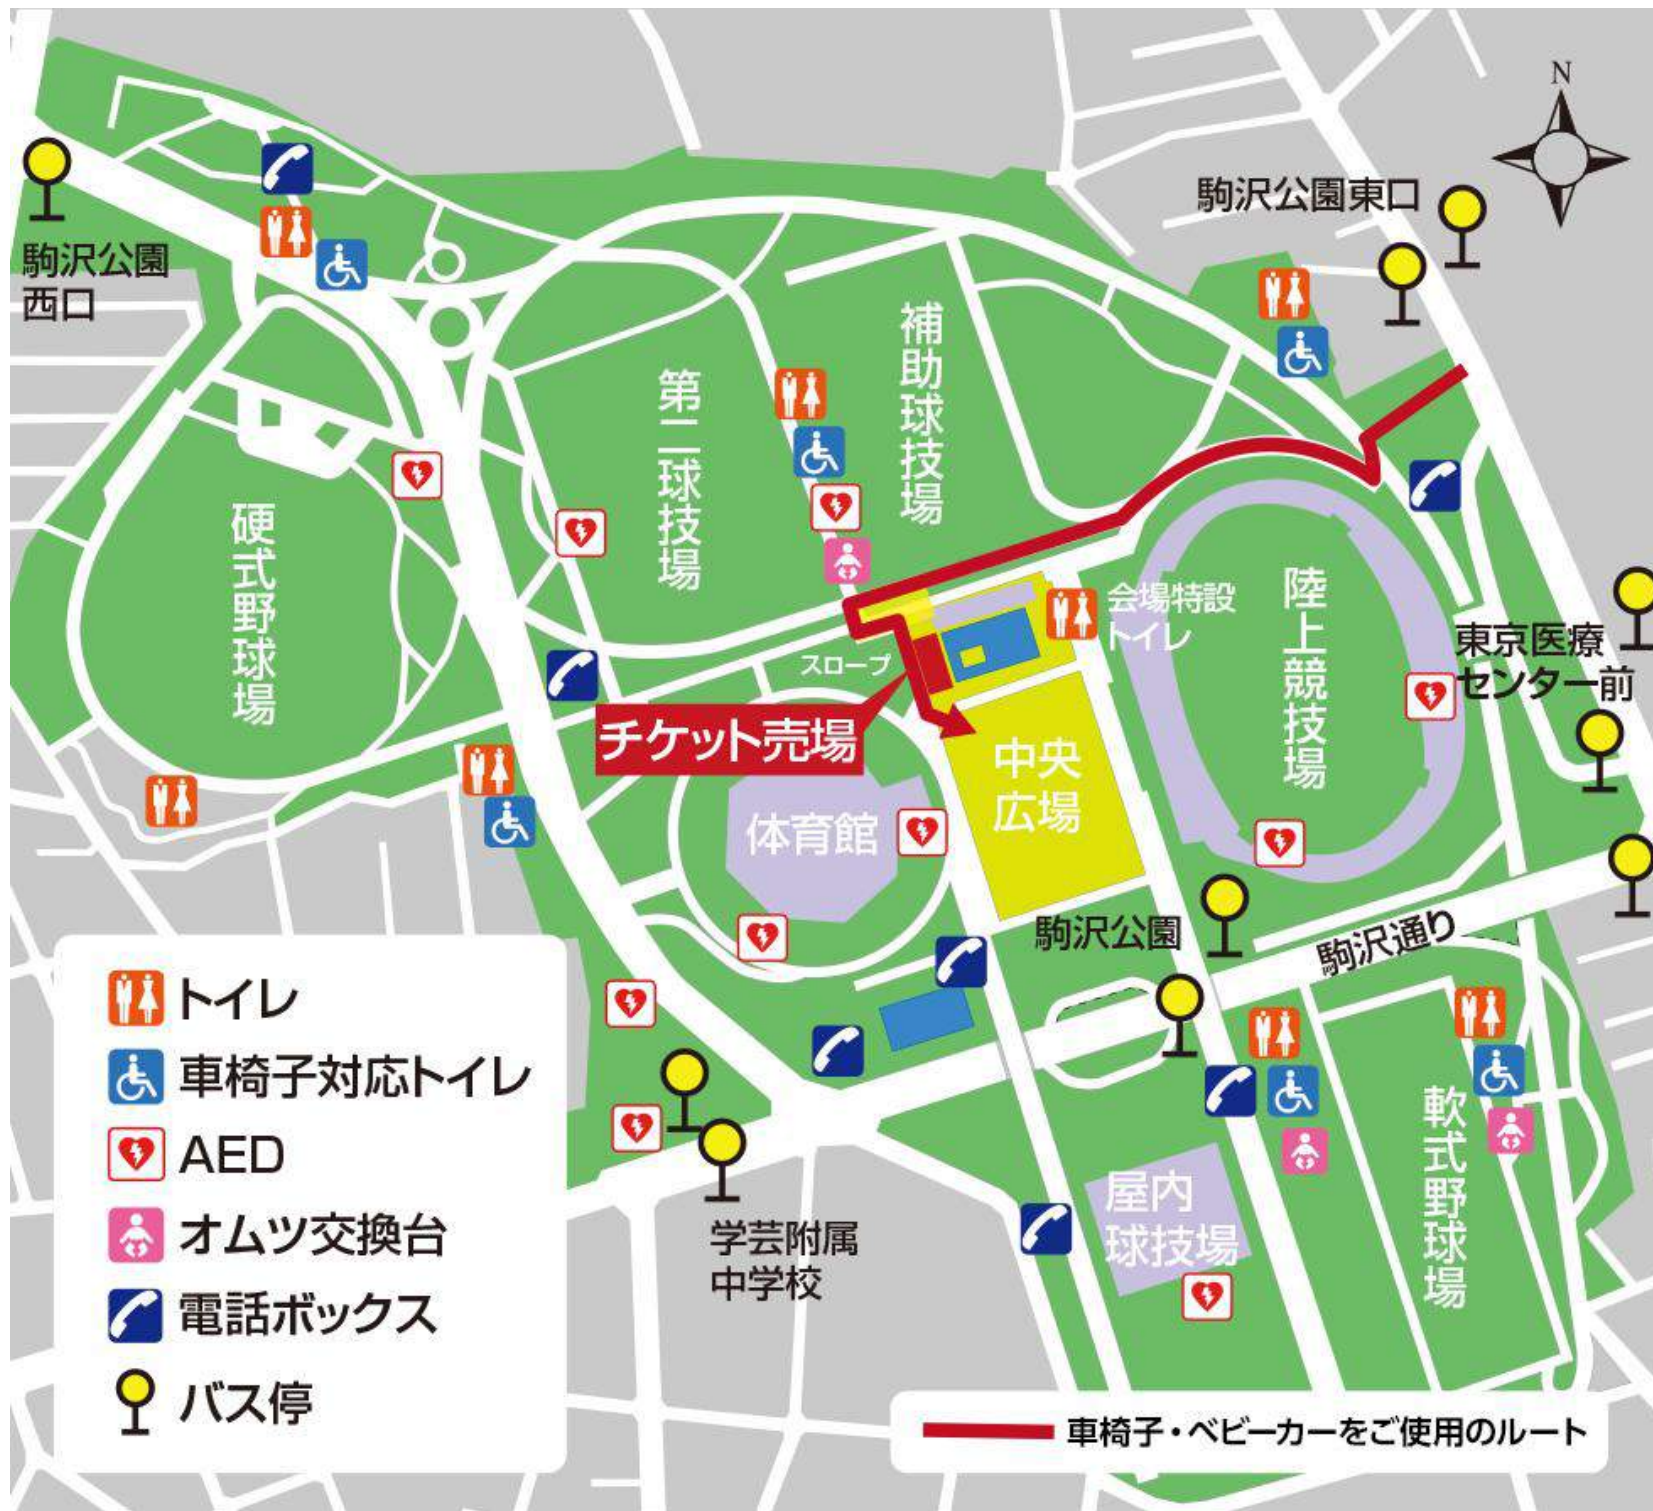 N
駒沢公園東口
駒沢公園
西口
補助球技場
第二球技場
硬式野球場
会場特設
トイレ
陸上競技場
東京医療
センター前
スロープ
チケット売場
中央
広場
体育館
駒沢公園
駒沢通り
トイレ
車椅子対応トイレ
AED
オムツ交換台
電話ボックス
バス停
軟式野球場
屋内
球技場
学芸附属
中学校
車椅子・ベビーカーをご使用のルート